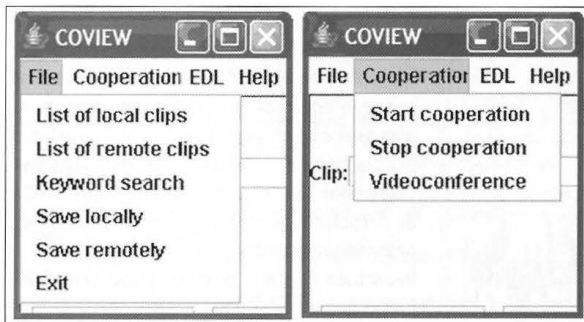 COVIEW
File Cooperation EDL Help
List of local clips
List of remote clips
Keyword search
Save locally
Save remotely
Exit
COVIEW
File Cooperation EDL Help
Start cooperation
Stop cooperation
Clip:
Videoconference